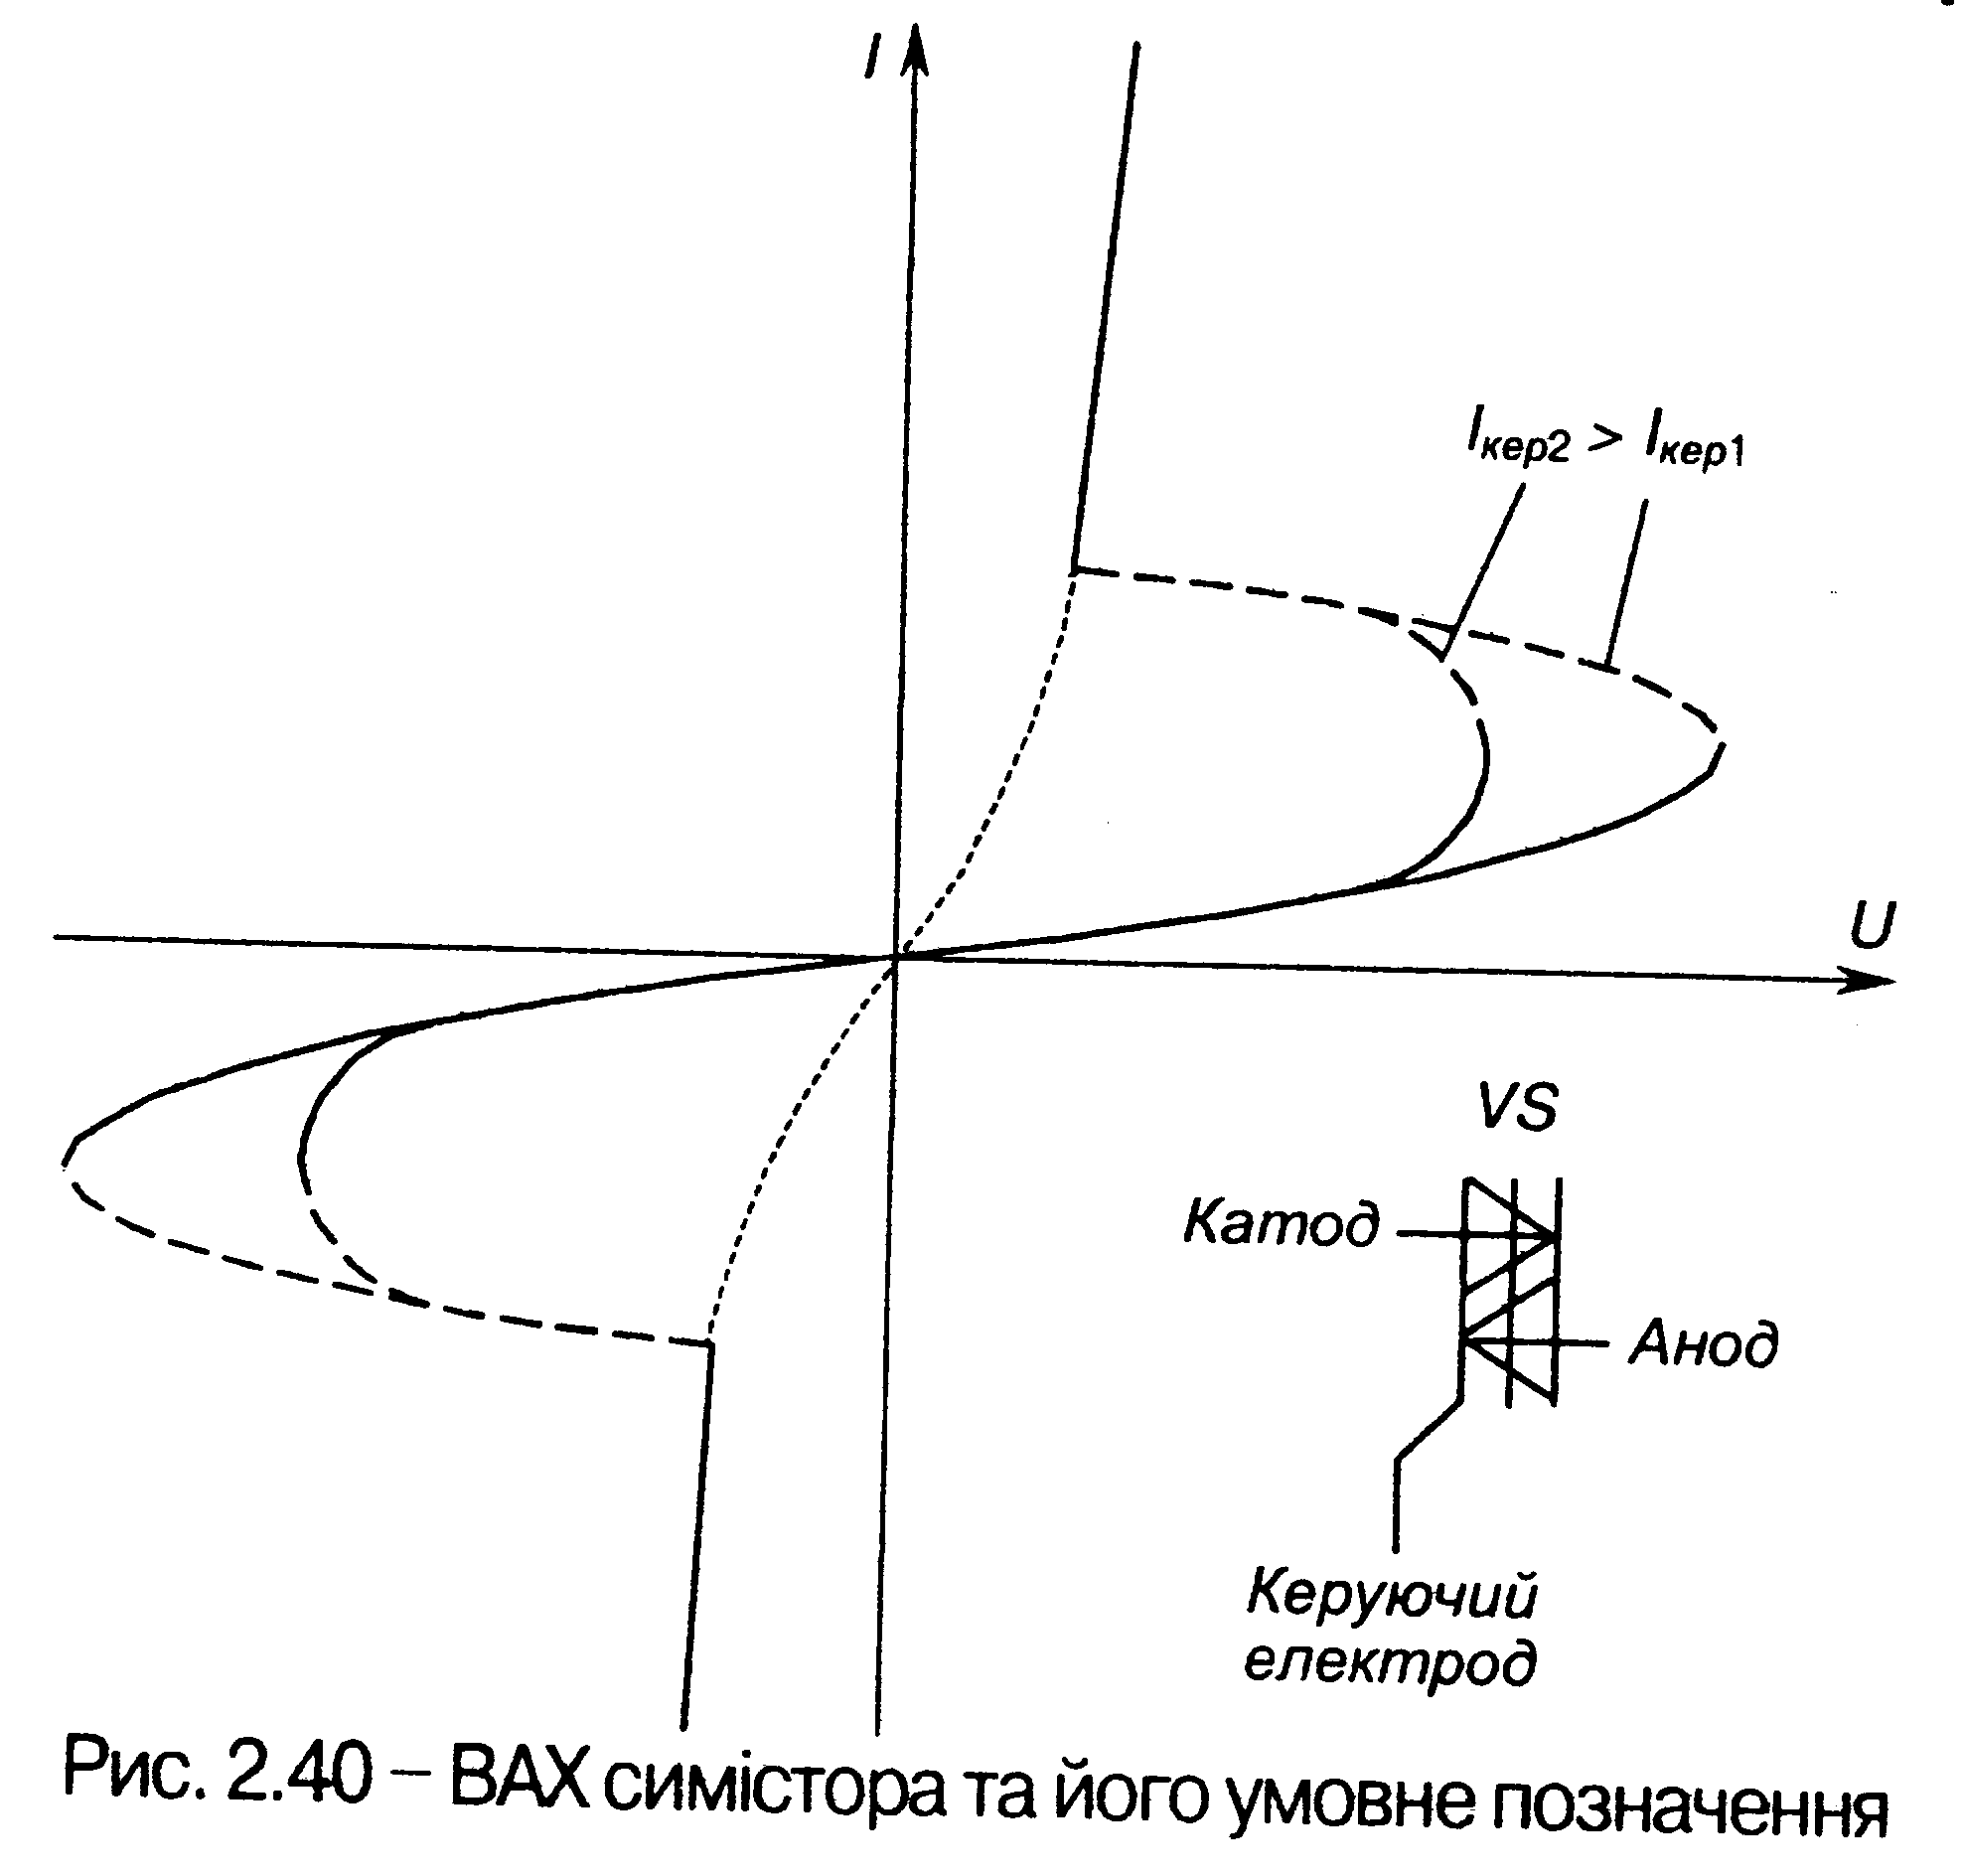 I
Iкер2 > Iкер1
U
VS
Катод
Анод
Керуючий
електрод
Рис. 2.40 – ВАХ симістора та його умовне позначення